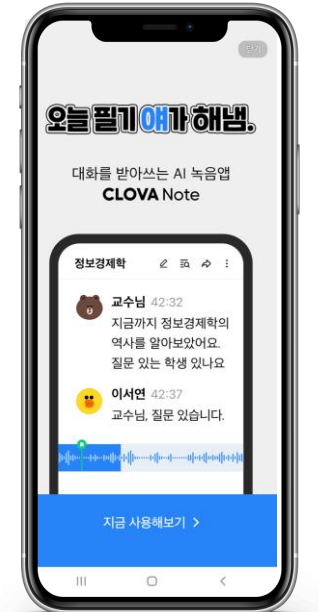 닫기
오늘 필기 얘가 해냄.
대화를 받아쓰는 AI 녹음앱
CLOVA Note
정보경제학
교수님 42:32
지금까지 정보경제학의
역사를 알아보았어요.
질문 있는 학생 있나요
이서연 42:37
교수님, 질문 있습니다.
지금 사용해보기 >